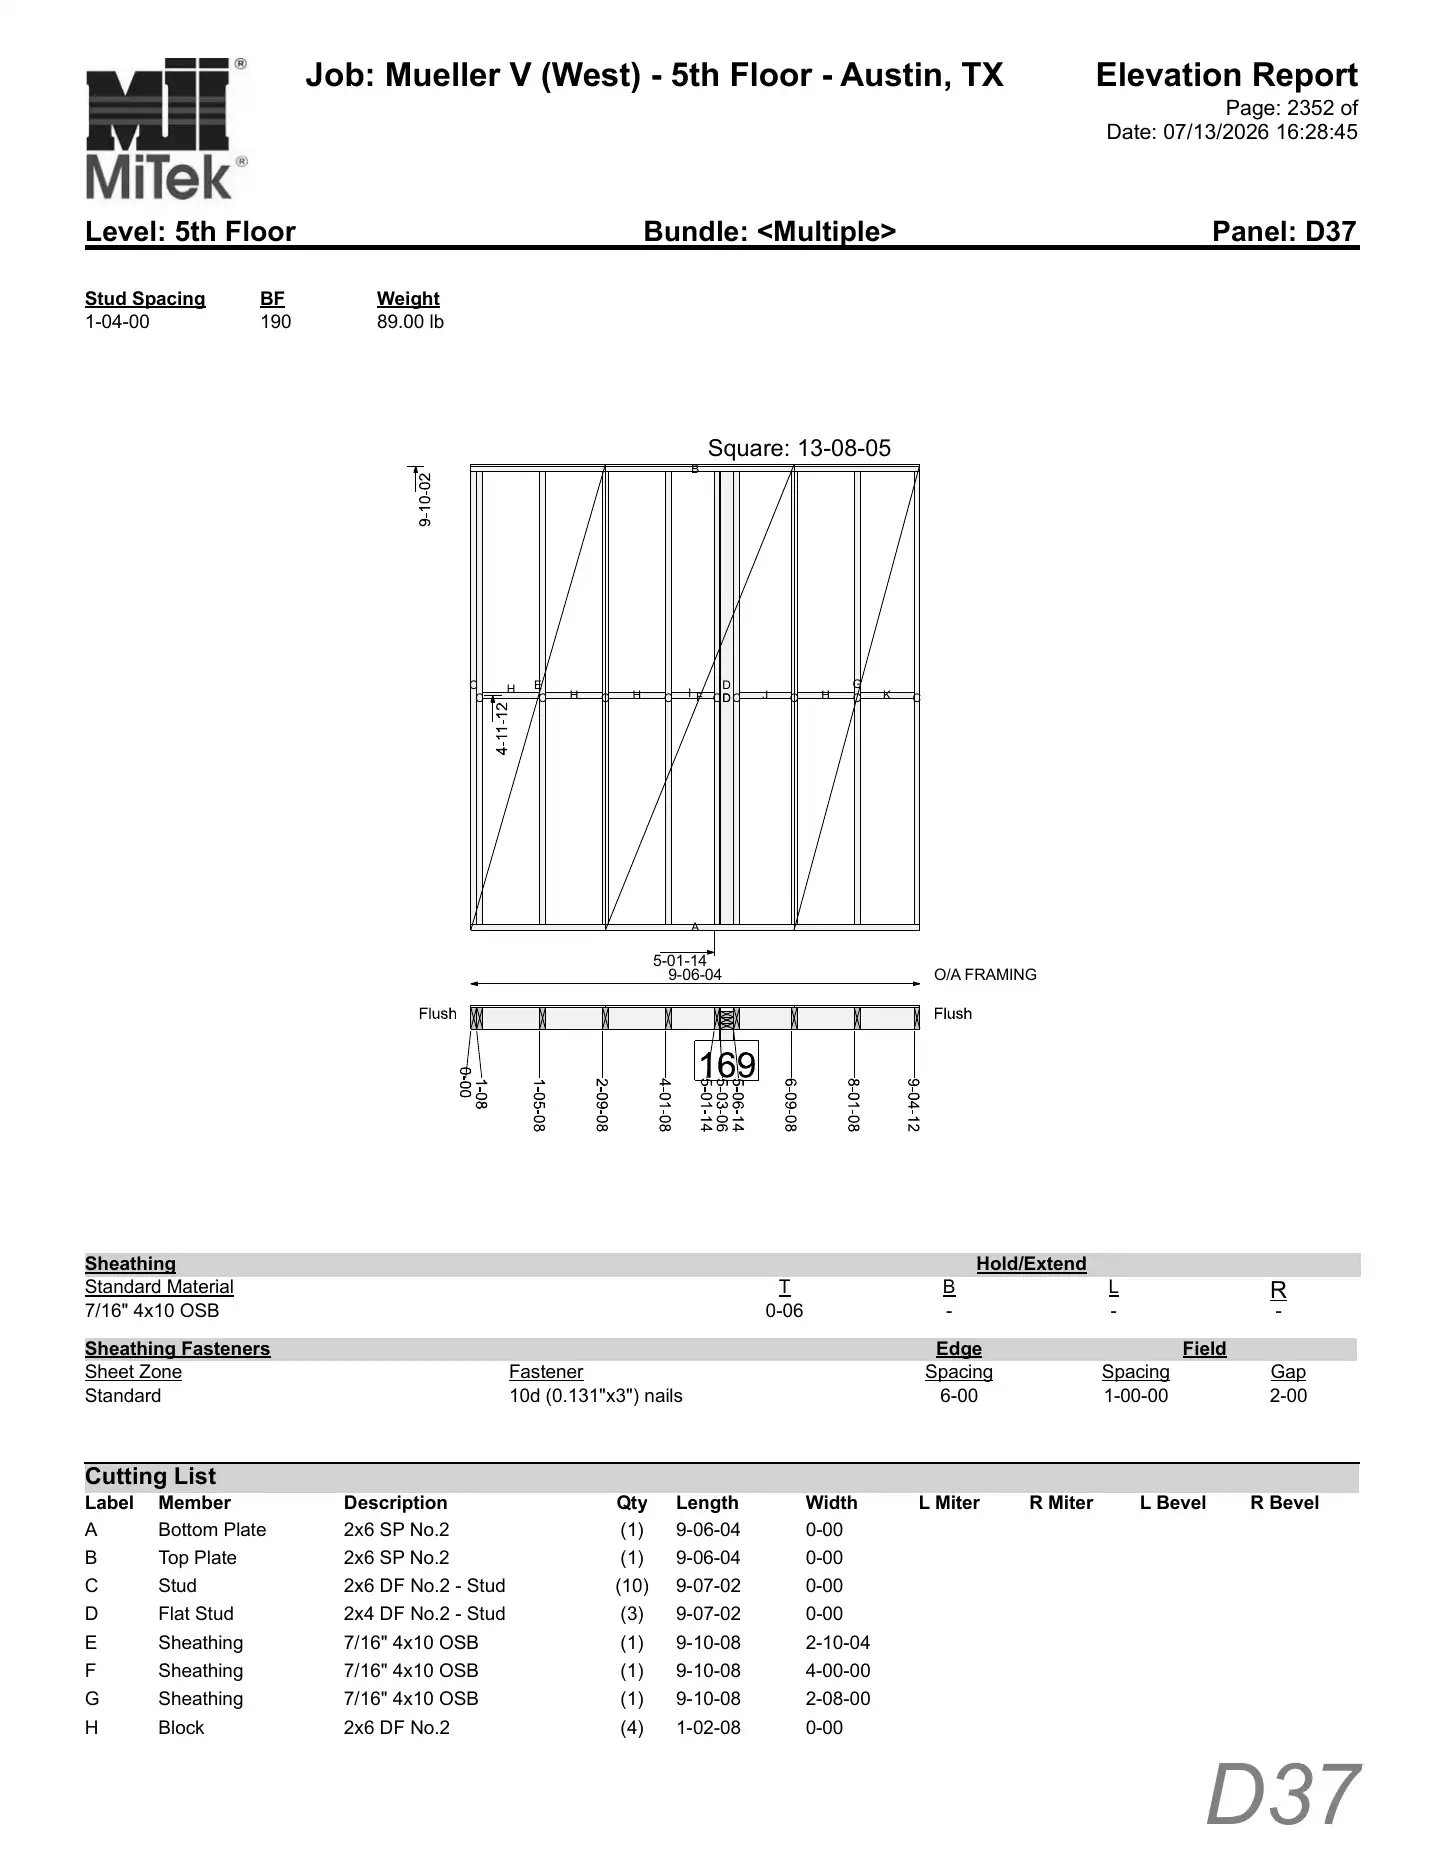 Job: Mueller V (West) - 5th Floor - Austin, TX
Elevation Report
Page: 2352 of
Date: 07/13/2026 16:28:45
MiTek®
Level: 5th Floor Bundle: <Multiple> Panel: D37
Stud Spacing BF Weight
1-04-00 190 89.00 lb
Square: 13-08-05
B
9-10-02
C H E H H I F D D J H G K
4-11-12
A
5-01-14
9-06-04
O/A FRAMING
Flush Flush
169
0-00 1-08 1-05-08 2-09-08 4-01-08 5-01-14 5-03-06 5-06-14 6-09-08 8-01-08 9-04-12
Sheathing Hold/Extend
Standard Material T B L R
7/16" 4x10 OSB 0-06 - - -
Sheathing Fasteners Edge Field
Sheet Zone Fastener Spacing Spacing Gap
Standard 10d (0.131"x3") nails 6-00 1-00-00 2-00
Cutting List
Label Member Description Qty Length Width L Miter R Miter L Bevel R Bevel
A Bottom Plate 2x6 SP No.2 (1) 9-06-04 0-00
B Top Plate 2x6 SP No.2 (1) 9-06-04 0-00
C Stud 2x6 DF No.2 - Stud (10) 9-07-02 0-00
D Flat Stud 2x4 DF No.2 - Stud (3) 9-07-02 0-00
E Sheathing 7/16" 4x10 OSB (1) 9-10-08 2-10-04
F Sheathing 7/16" 4x10 OSB (1) 9-10-08 4-00-00
G Sheathing 7/16" 4x10 OSB (1) 9-10-08 2-08-00
H Block 2x6 DF No.2 (4) 1-02-08 0-00
D37